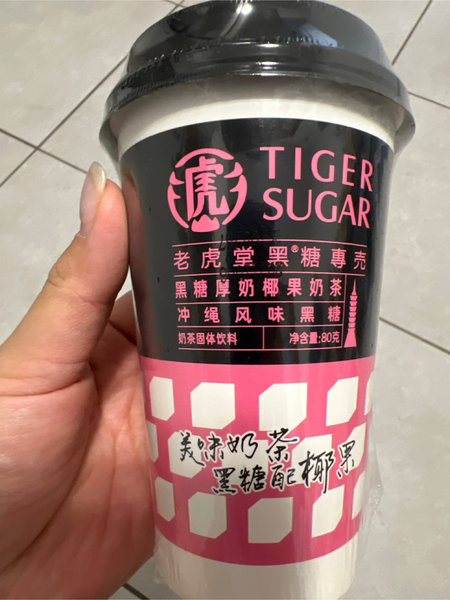 虎
TIGER
SUGAR
老虎堂黑®糖專売
黑糖厚奶椰果奶茶
冲绳风味黑糖
奶茶固体饮料 净含量:80克
美味奶茶
黑糖配椰果